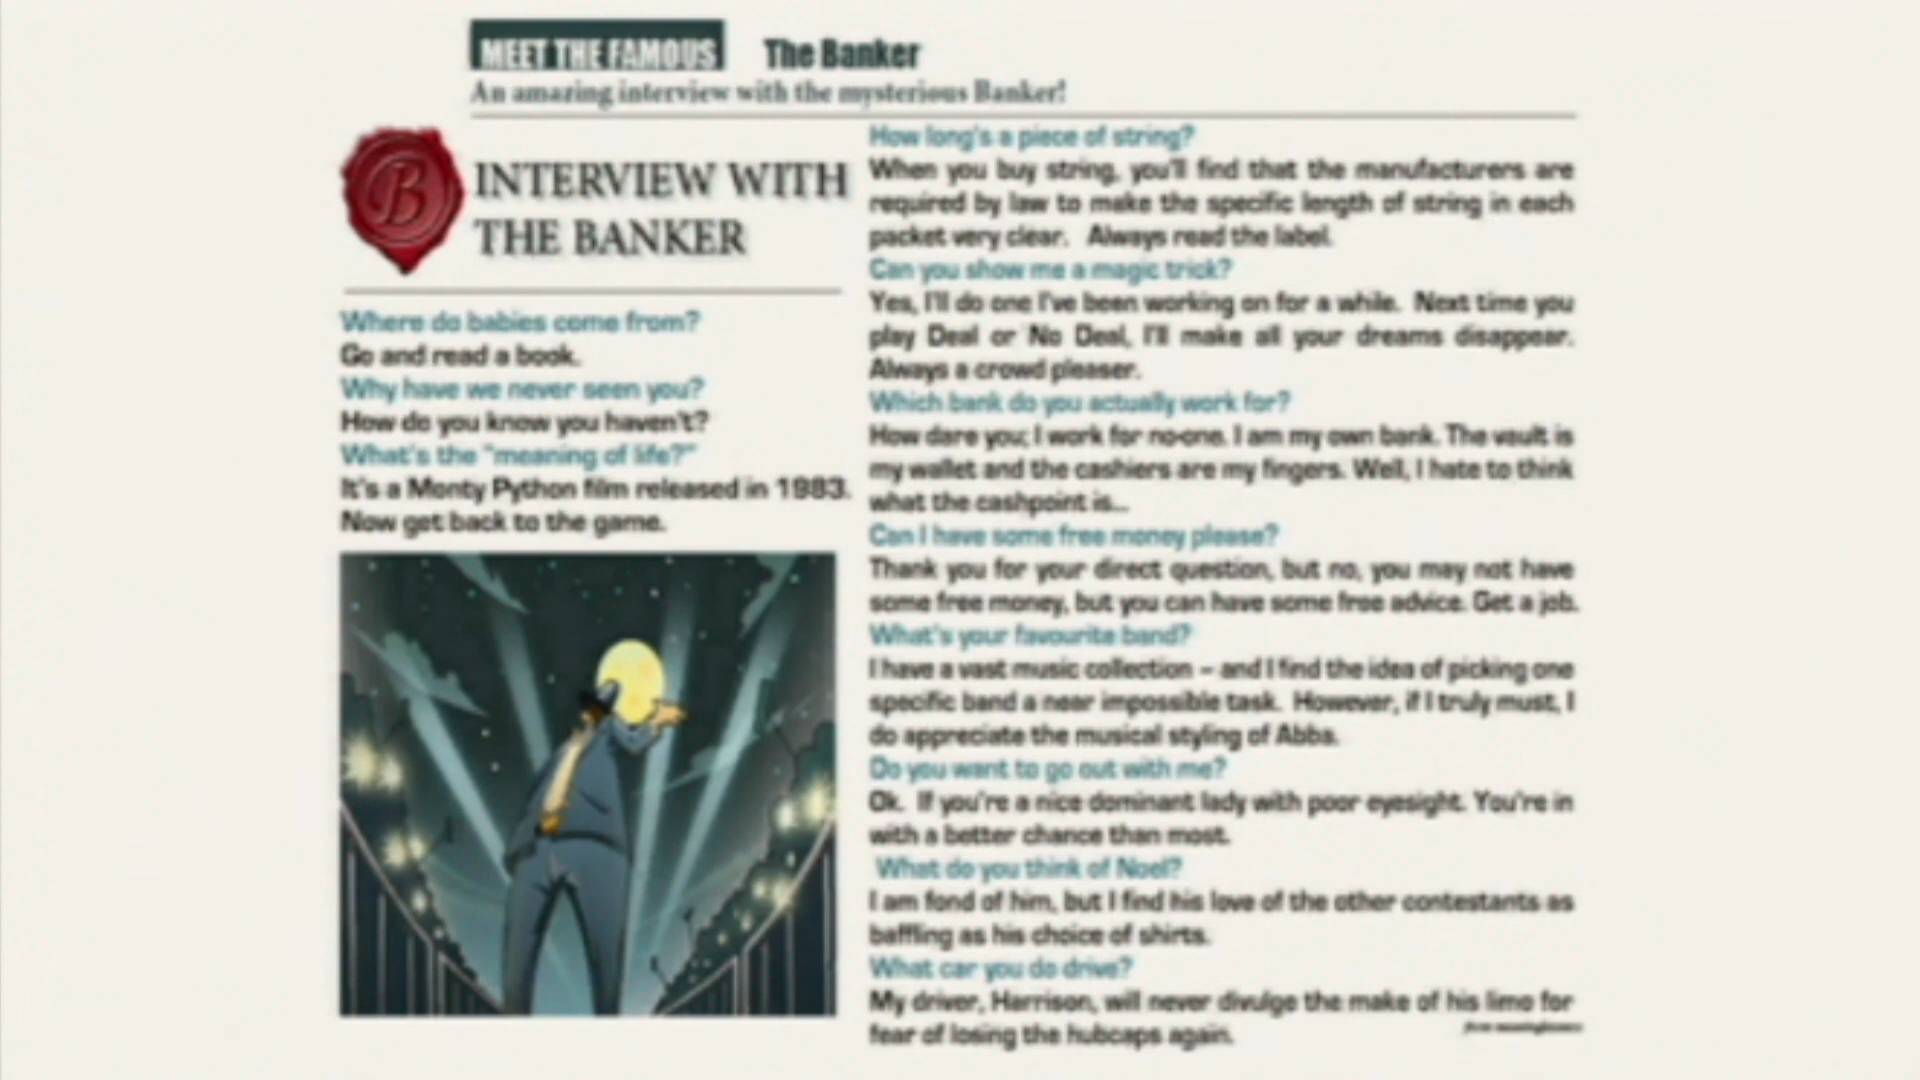 MEET THE FAMOUS
The Banker
An amazing interview with the mysterious Banker!
B
INTERVIEW WITH
THE BANKER
Where do babies come from?
Go and read a book.
Why have we never seen you?
How do you know you haven't?
What's the "meaning of life?"
It's a Monty Python film released in 1983.
Now get back to the game.
How long's a piece of string?
When you buy string, you'll find that the manufacturers are
required by law to make the specific length of string in each
packet very clear. Always read the label.
Can you show me a magic trick?
Yes, I'll do one I've been working on for a while. Next time you
play Deal or No Deal, I'll make all your dreams disappear.
Always a crowd pleaser.
Which bank do you actually work for?
How dare you; I work for no-one. I am my own bank. The vault is
my wallet and the cashiers are my fingers. Well, I hate to think
what the cashpoint is...
Can I have some free money please?
Thank you for your direct question, but no, you may not have
some free money, but you can have some free advice. Get a job.
What's your favourite band?
I have a vast music collection – and I find the idea of picking one
specific band a near impossible task. However, if I truly must, I
do appreciate the musical styling of Abba.
Do you want to go out with me?
Ok. If you're a nice dominant lady with poor eyesight. You're in
with a better chance than most.
What do you think of Noel?
I am fond of him, but I find his love of the other contestants as
baffling as his choice of shirts.
What car you do drive?
My driver, Harrison, will never divulge the make of his limo for
fear of losing the hubcaps again.